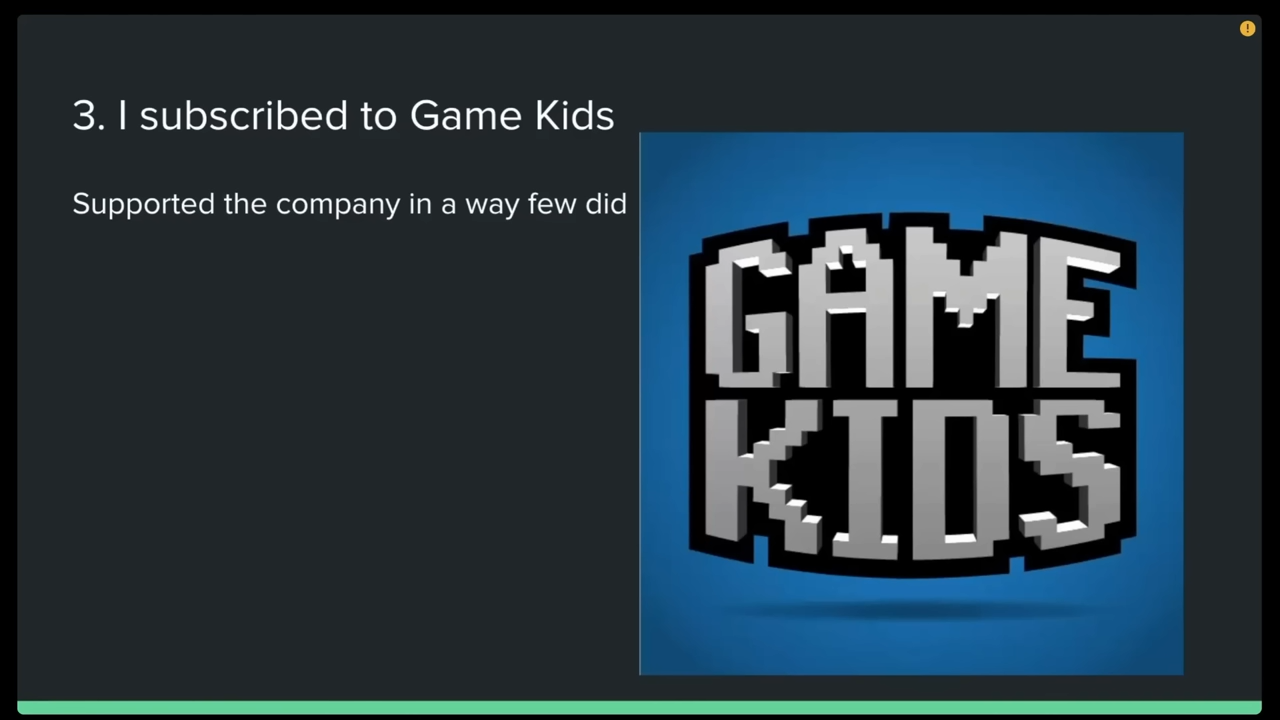 3. I subscribed to Game Kids
Supported the company in a way few did
GAME
KIDS